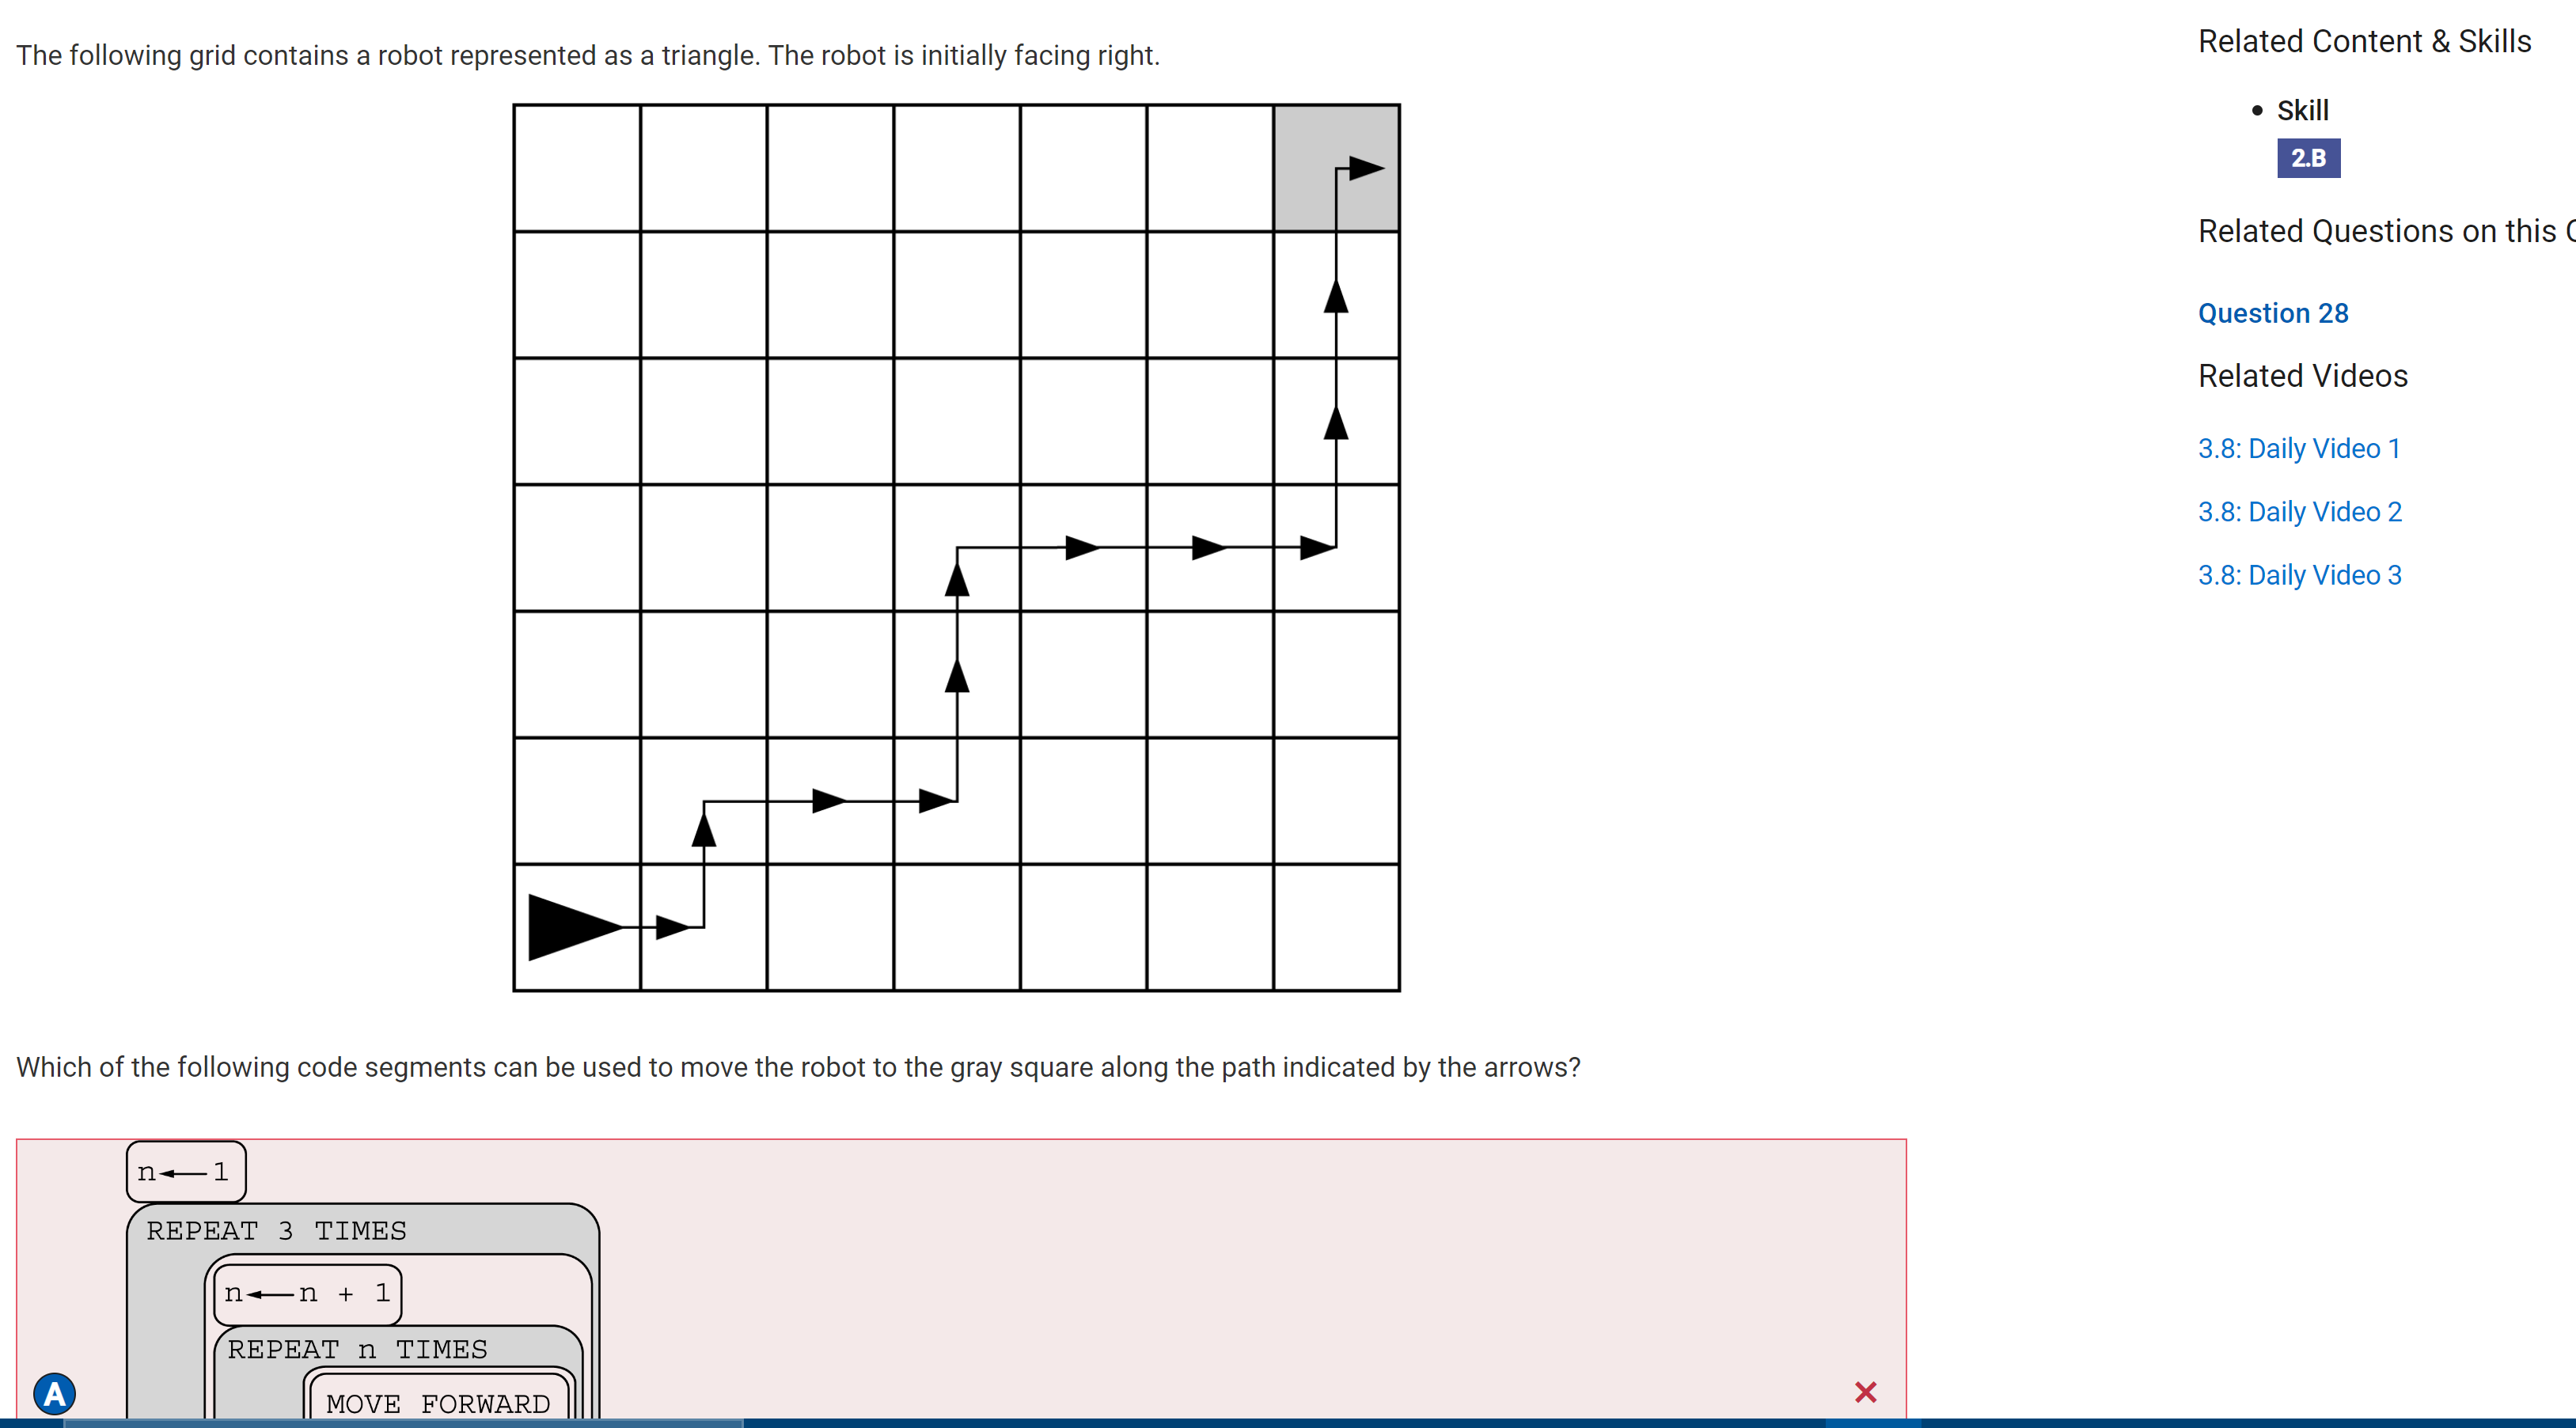 The following grid contains a robot represented as a triangle. The robot is initially facing right.
Which of the following code segments can be used to move the robot to the gray square along the path indicated by the arrows?
n ← 1
REPEAT 3 TIMES
n ← n + 1
REPEAT n TIMES
A
MOVE FORWARD
Related Content & Skills
• Skill
2.B
Related Questions on this
Question 28
Related Videos
3.8: Daily Video 1
3.8: Daily Video 2
3.8: Daily Video 3